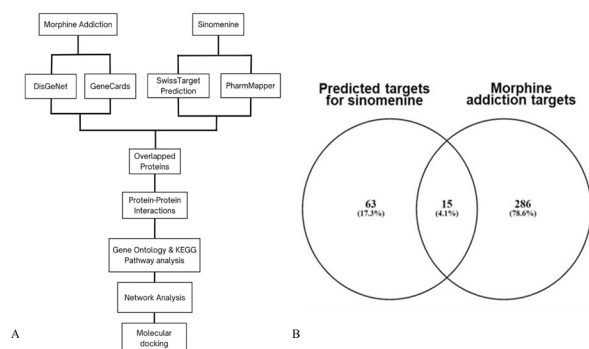 Morphine Addiction
Sinomenine
DisGeNet
GeneCards
SwissTarget
Prediction
PharmMapper
Overlapped
Proteins
Protein-Protein
Interactions
Gene Ontology & KEGG
Pathway analysis
Network Analysis
Molecular
docking
A
Predicted targets
for sinomenine
Morphine
addiction targets
63
(17.3%)
15
(4.1%)
286
(78.6%)
B